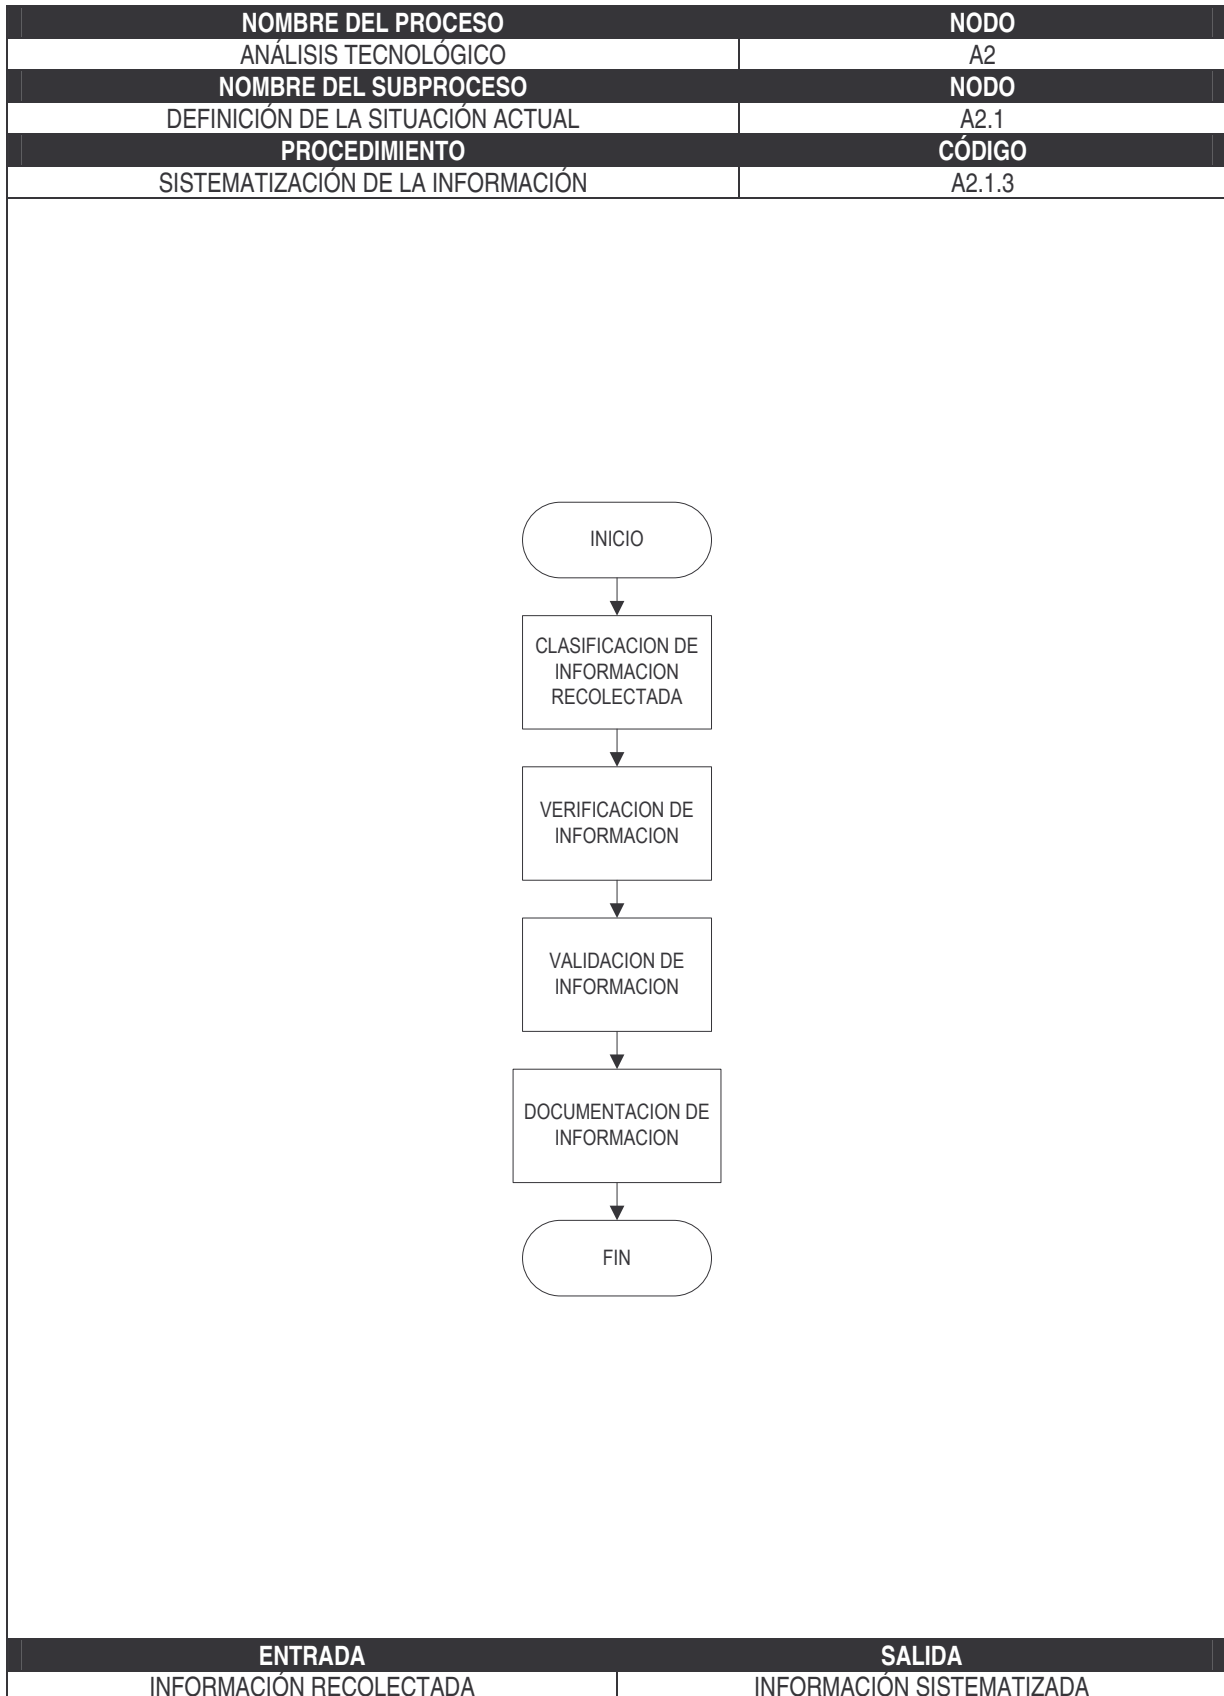 NOMBRE DEL PROCESO NODO
ANÁLISIS TECNOLÓGICO A2
NOMBRE DEL SUBPROCESO NODO
DEFINICIÓN DE LA SITUACIÓN ACTUAL A2.1
PROCEDIMIENTO CÓDIGO
SISTEMATIZACIÓN DE LA INFORMACIÓN A2.1.3
INICIO
CLASIFICACION DE
INFORMACION
RECOLECTADA
VERIFICACION DE
INFORMACION
VALIDACION DE
INFORMACION
DOCUMENTACION DE
INFORMACION
FIN
ENTRADA SALIDA
INFORMACIÓN RECOLECTADA INFORMACIÓN SISTEMATIZADA